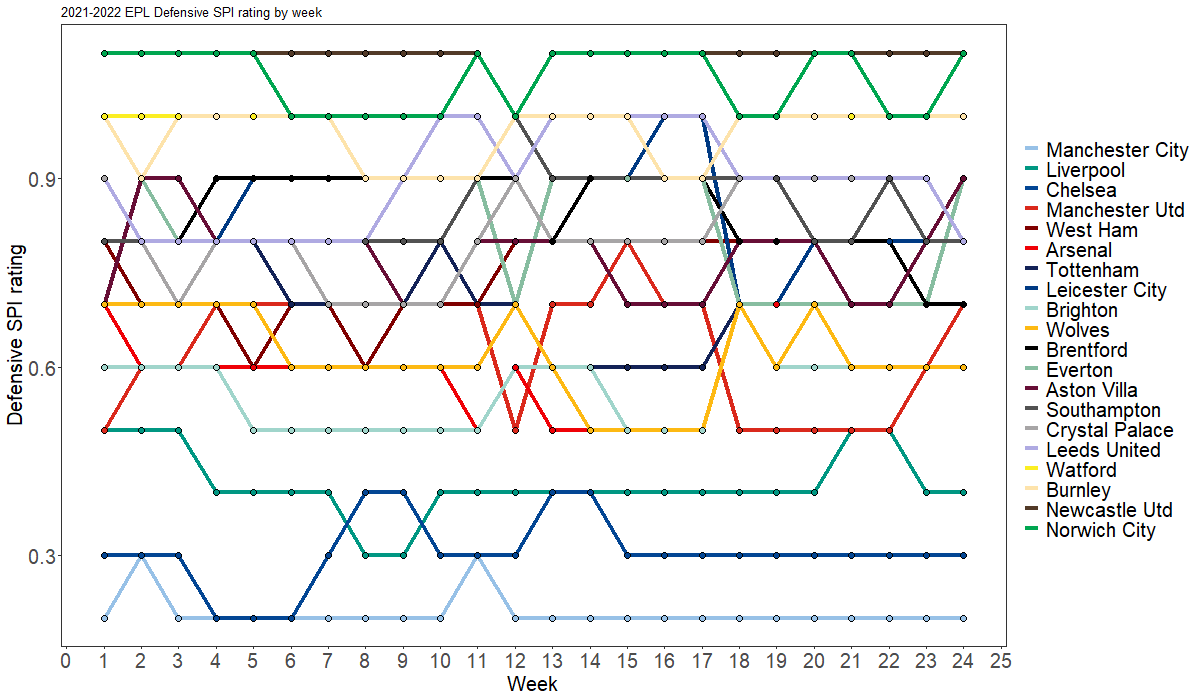 2021-2022 EPL Defensive SPI rating by week
Defensive SPI rating
0.9
0.6
0.3
0 1 2 3 4 5 6 7 8 9 10 11 12 13 14 15 16 17 18 19 20 21 22 23 24 25
Week
Manchester City
Liverpool
Chelsea
Manchester Utd
West Ham
Arsenal
Tottenham
Leicester City
Brighton
Wolves
Brentford
Everton
Aston Villa
Southampton
Crystal Palace
Leeds United
Watford
Burnley
Newcastle Utd
Norwich City